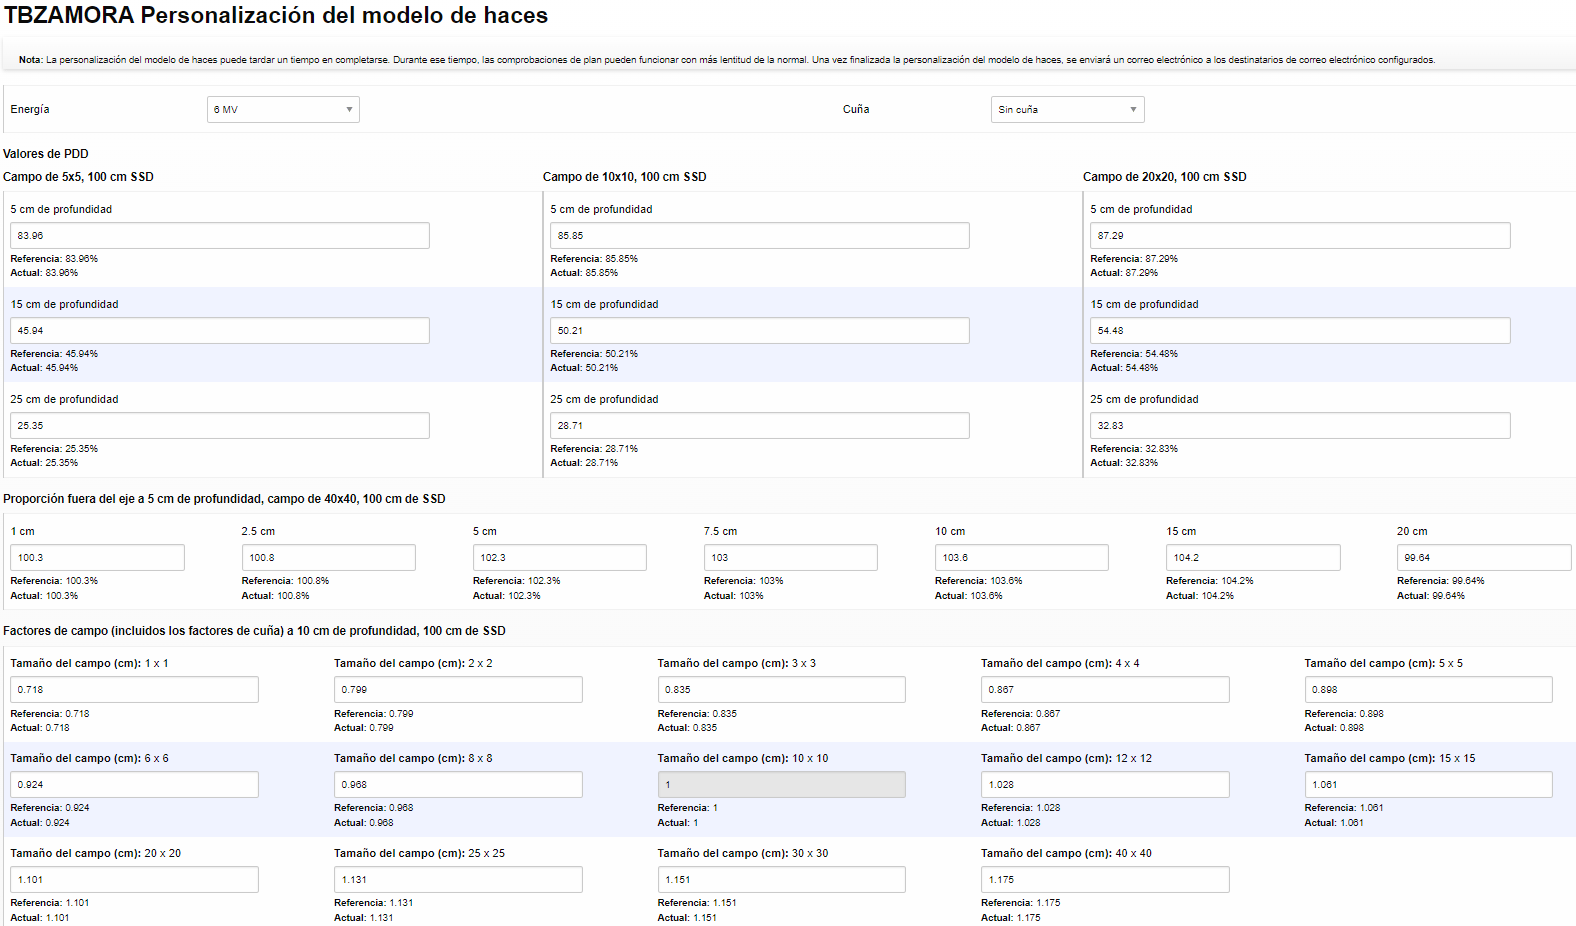 TBZAMORA Personalización del modelo de haces
Nota: La personalización del modelo de haces puede tardar un tiempo en completarse. Durante ese tiempo, las comprobaciones de plan pueden funcionar con más lentitud de la normal. Una vez finalizada la personalización del modelo de haces, se enviará un correo electrónico a los destinatarios de correo electrónico configurados.
Energía 6 MV Cuña Sin cuña
Valores de PDD
Campo de 5x5, 100 cm SSD Campo de 10x10, 100 cm SSD Campo de 20x20, 100 cm SSD
5 cm de profundidad 5 cm de profundidad 5 cm de profundidad
83.96 85.85 87.29
Referencia: 83.96% Referencia: 85.85% Referencia: 87.29%
Actual: 83.96% Actual: 85.85% Actual: 87.29%
15 cm de profundidad 15 cm de profundidad 15 cm de profundidad
45.94 50.21 54.48
Referencia: 45.94% Referencia: 50.21% Referencia: 54.48%
Actual: 45.94% Actual: 50.21% Actual: 54.48%
25 cm de profundidad 25 cm de profundidad 25 cm de profundidad
25.35 28.71 32.83
Referencia: 25.35% Referencia: 28.71% Referencia: 32.83%
Actual: 25.35% Actual: 28.71% Actual: 32.83%
Proporción fuera del eje a 5 cm de profundidad, campo de 40x40, 100 cm de SSD
1 cm 2.5 cm 5 cm 7.5 cm 10 cm 15 cm 20 cm
100.3 100.8 102.3 103 103.6 104.2 99.64
Referencia: 100.3% Referencia: 100.8% Referencia: 102.3% Referencia: 103% Referencia: 103.6% Referencia: 104.2% Referencia: 99.64%
Actual: 100.3% Actual: 100.8% Actual: 102.3% Actual: 103% Actual: 103.6% Actual: 104.2% Actual: 99.64%
Factores de campo (incluidos los factores de cuña) a 10 cm de profundidad, 100 cm de SSD
Tamaño del campo (cm): 1 x 1 Tamaño del campo (cm): 2 x 2 Tamaño del campo (cm): 3 x 3 Tamaño del campo (cm): 4 x 4 Tamaño del campo (cm): 5 x 5
0.718 0.799 0.835 0.867 0.898
Referencia: 0.718 Referencia: 0.799 Referencia: 0.835 Referencia: 0.867 Referencia: 0.898
Actual: 0.718 Actual: 0.799 Actual: 0.835 Actual: 0.867 Actual: 0.898
Tamaño del campo (cm): 6 x 6 Tamaño del campo (cm): 8 x 8 Tamaño del campo (cm): 10 x 10 Tamaño del campo (cm): 12 x 12 Tamaño del campo (cm): 15 x 15
0.924 0.968 1 1.028 1.061
Referencia: 0.924 Referencia: 0.968 Referencia: 1 Referencia: 1.028 Referencia: 1.061
Actual: 0.924 Actual: 0.968 Actual: 1 Actual: 1.028 Actual: 1.061
Tamaño del campo (cm): 20 x 20 Tamaño del campo (cm): 25 x 25 Tamaño del campo (cm): 30 x 30 Tamaño del campo (cm): 40 x 40
1.101 1.131 1.151 1.175
Referencia: 1.101 Referencia: 1.131 Referencia: 1.151 Referencia: 1.175
Actual: 1.101 Actual: 1.131 Actual: 1.151 Actual: 1.175